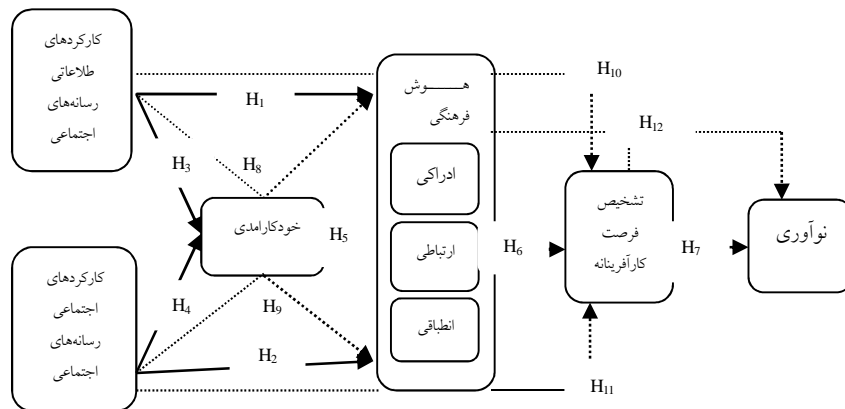 کارکردهای
طلاعاتی
رسانه‌های
اجتماعی
H1
H3
H8
خودکارامدی
H5
کارکردهای
اجتماعی
رسانه‌های
اجتماعی
H4
H9
H2
هـــوش
فرهنگی
ادراکی
ارتباطی
انطباقی
H6
H10
H12
تشخیص
فرصت
کارآفرینانه
H7
H11
نوآوری